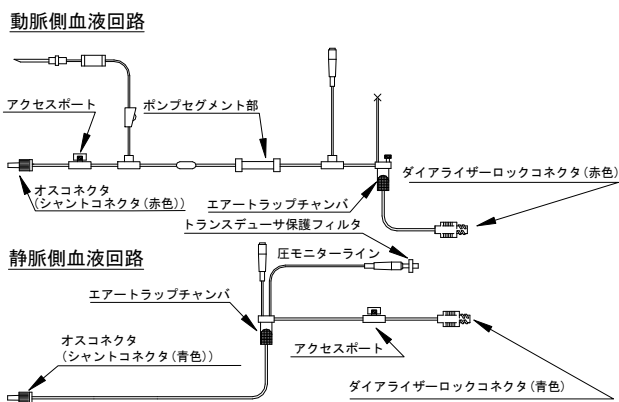 動脈側血液回路
アクセスポート
ポンプセグメント部
ダイアライザーロックコネクタ(赤色)
オスコネクタ
(シャントコネクタ(赤色))
エアートラップチャンバ
トランスデューサ保護フィルタ
静脈側血液回路
圧モニターライン
エアートラップチャンバ
オスコネクタ
(シャントコネクタ(青色))
アクセスポート
ダイアライザーロックコネクタ(青色)